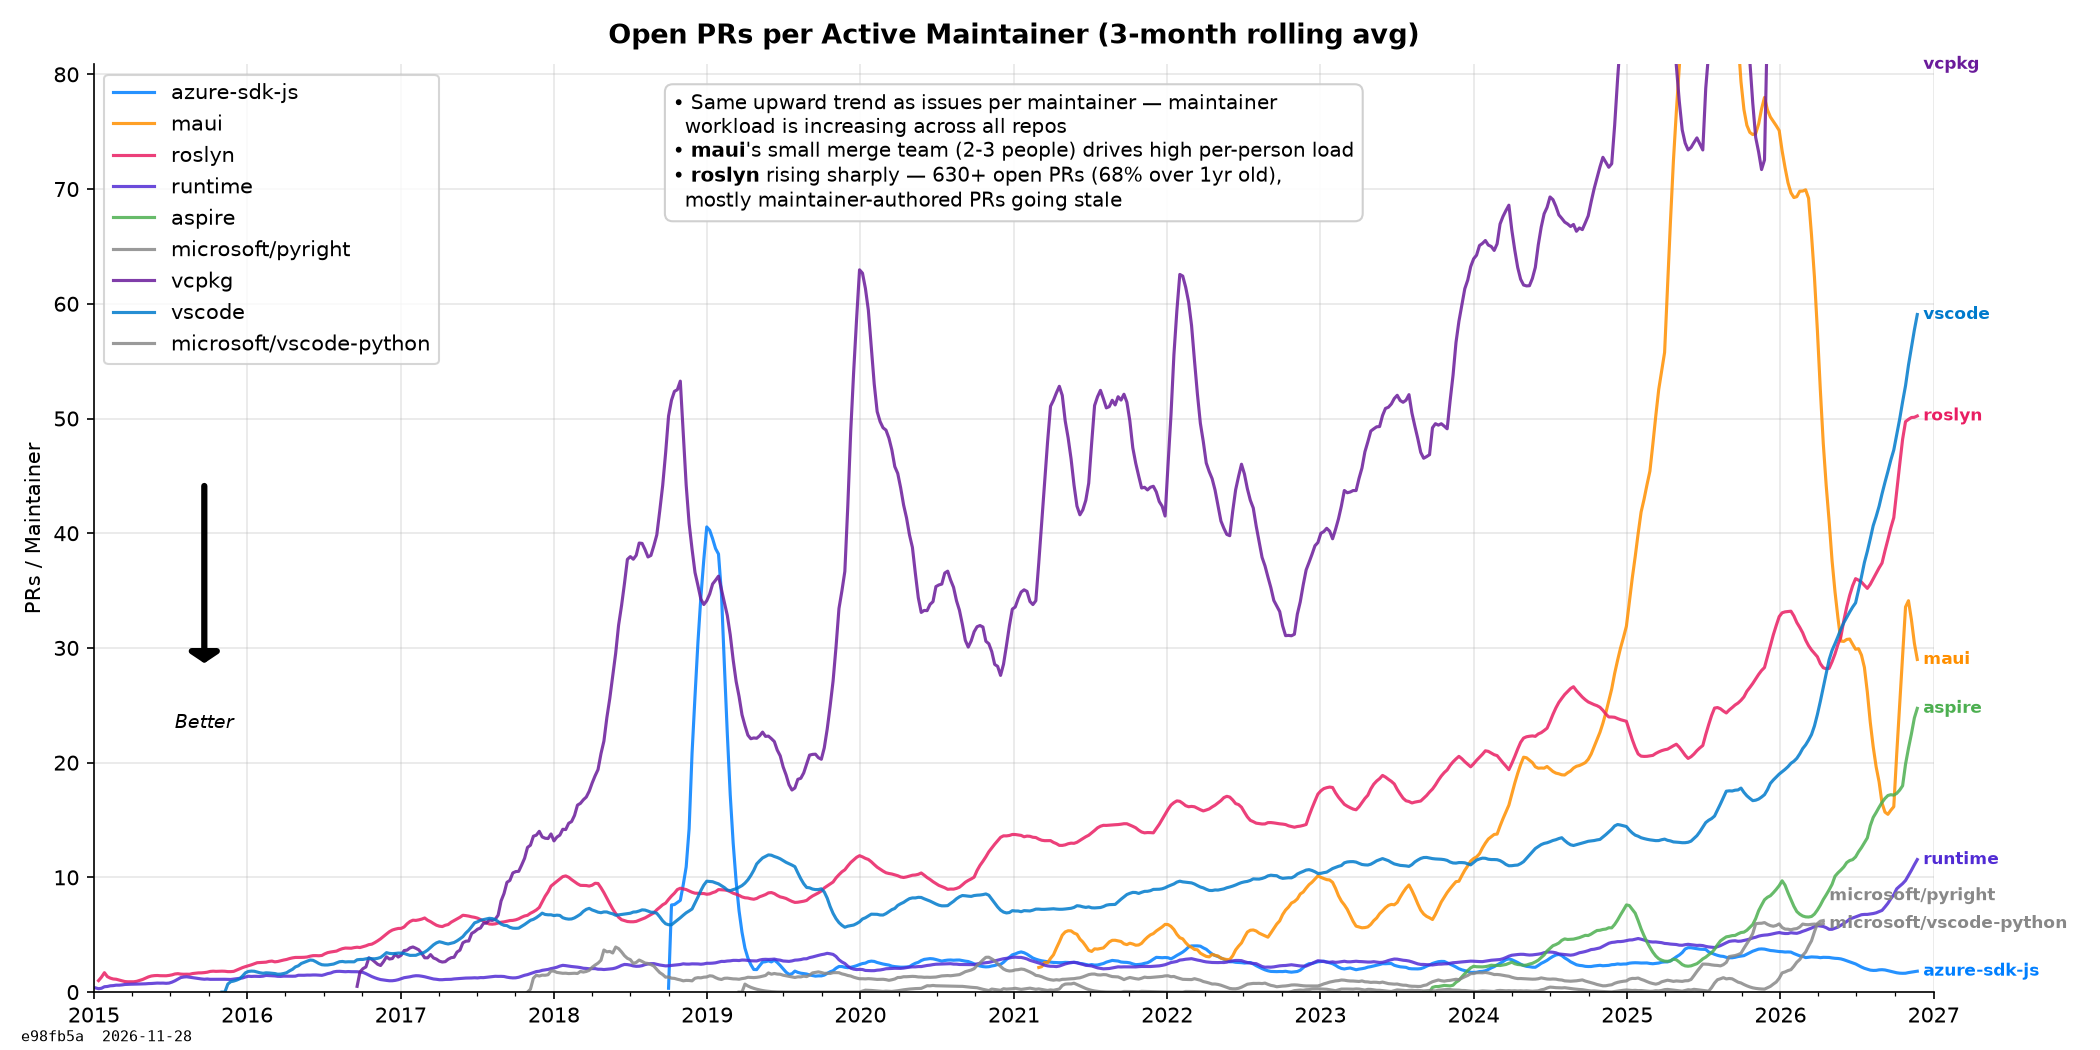 Open PRs per Active Maintainer (3-month rolling avg)
vcpkg
80
azure-sdk-js
maui
roslyn
runtime
aspire
microsoft/pyright
vcpkg
vscode
microsoft/vscode-python
• Same upward trend as issues per maintainer — maintainer
workload is increasing across all repos
• maui's small merge team (2-3 people) drives high per-person load
• roslyn rising sharply — 630+ open PRs (68% over 1yr old),
mostly maintainer-authored PRs going stale
70
60
50
40
30
20
10
0
PRs / Maintainer
Better
vscode
roslyn
maui
aspire
runtime
microsoft/pyright
microsoft/vscode-python
azure-sdk-js
2015 2016 2017 2018 2019 2020 2021 2022 2023 2024 2025 2026 2027
e98fb5a 2026-11-28